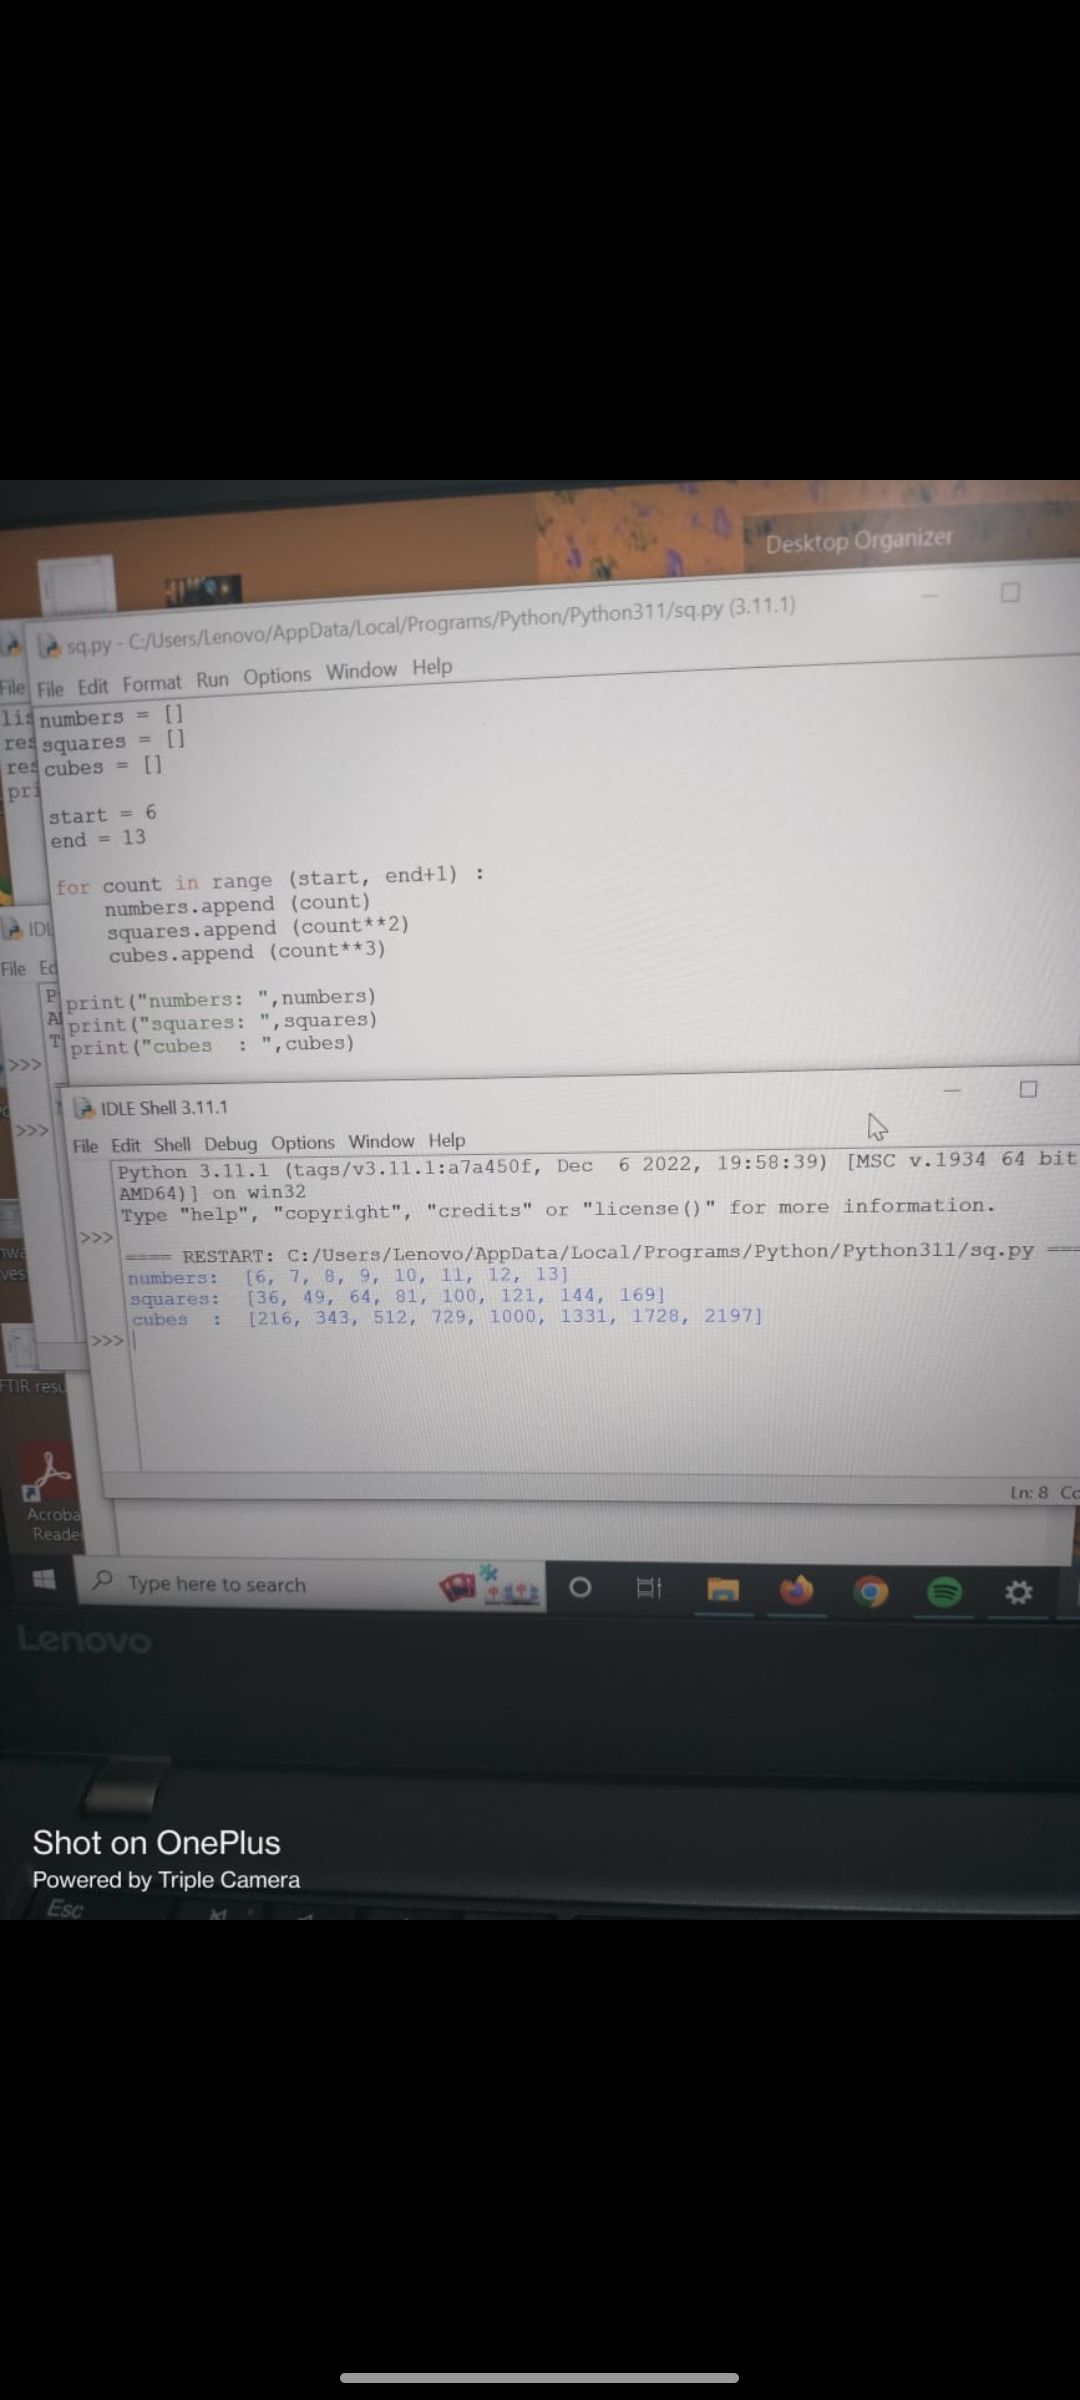 Desktop Organizer
sq.py - C:/Users/Lenovo/AppData/Local/Programs/Python/Python311/sq.py (3.11.1)
File
File Edit Format Run Options Window Help
numbers = []
squares = []
cubes = []
pri
start = 6
end = 13
for count in range (start, end+1) :
numbers.append (count)
squares.append (count**2)
cubes.append (count**3)
File Ed
print("numbers: ",numbers)
print("squares: ",squares)
print("cubes  : ",cubes)
>>>
>>>
IDLE Shell 3.11.1
File Edit Shell Debug Options Window Help
Python 3.11.1 (tags/v3.11.1:a7a450f, Dec  6 2022, 19:58:39) [MSC v.1934 64 bit
AMD64)] on win32
Type "help", "copyright", "credits" or "license()" for more information.
>>>
==== RESTART: C:/Users/Lenovo/AppData/Local/Programs/Python/Python311/sq.py ===
numbers:  [6, 7, 8, 9, 10, 11, 12, 13]
squares:  [36, 49, 64, 81, 100, 121, 144, 169]
cubes  :  [216, 343, 512, 729, 1000, 1331, 1728, 2197]
>>>
FTIR resu
Ln: 8 Co
Acroba
Reade
Type here to search
Lenovo
Shot on OnePlus
Powered by Triple Camera
Esc